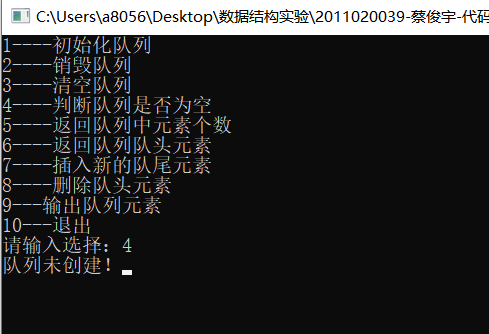 C:\Users\a8056\Desktop\数据结构实验\2011020039-蔡俊宇-代码
1----初始化队列
2----销毁队列
3----清空队列
4----判断队列是否为空
5----返回队列中元素个数
6----返回队列队头元素
7----插入新的队尾元素
8----删除队头元素
9---输出队列元素
10---退出
请输入选择：4
队列未创建！